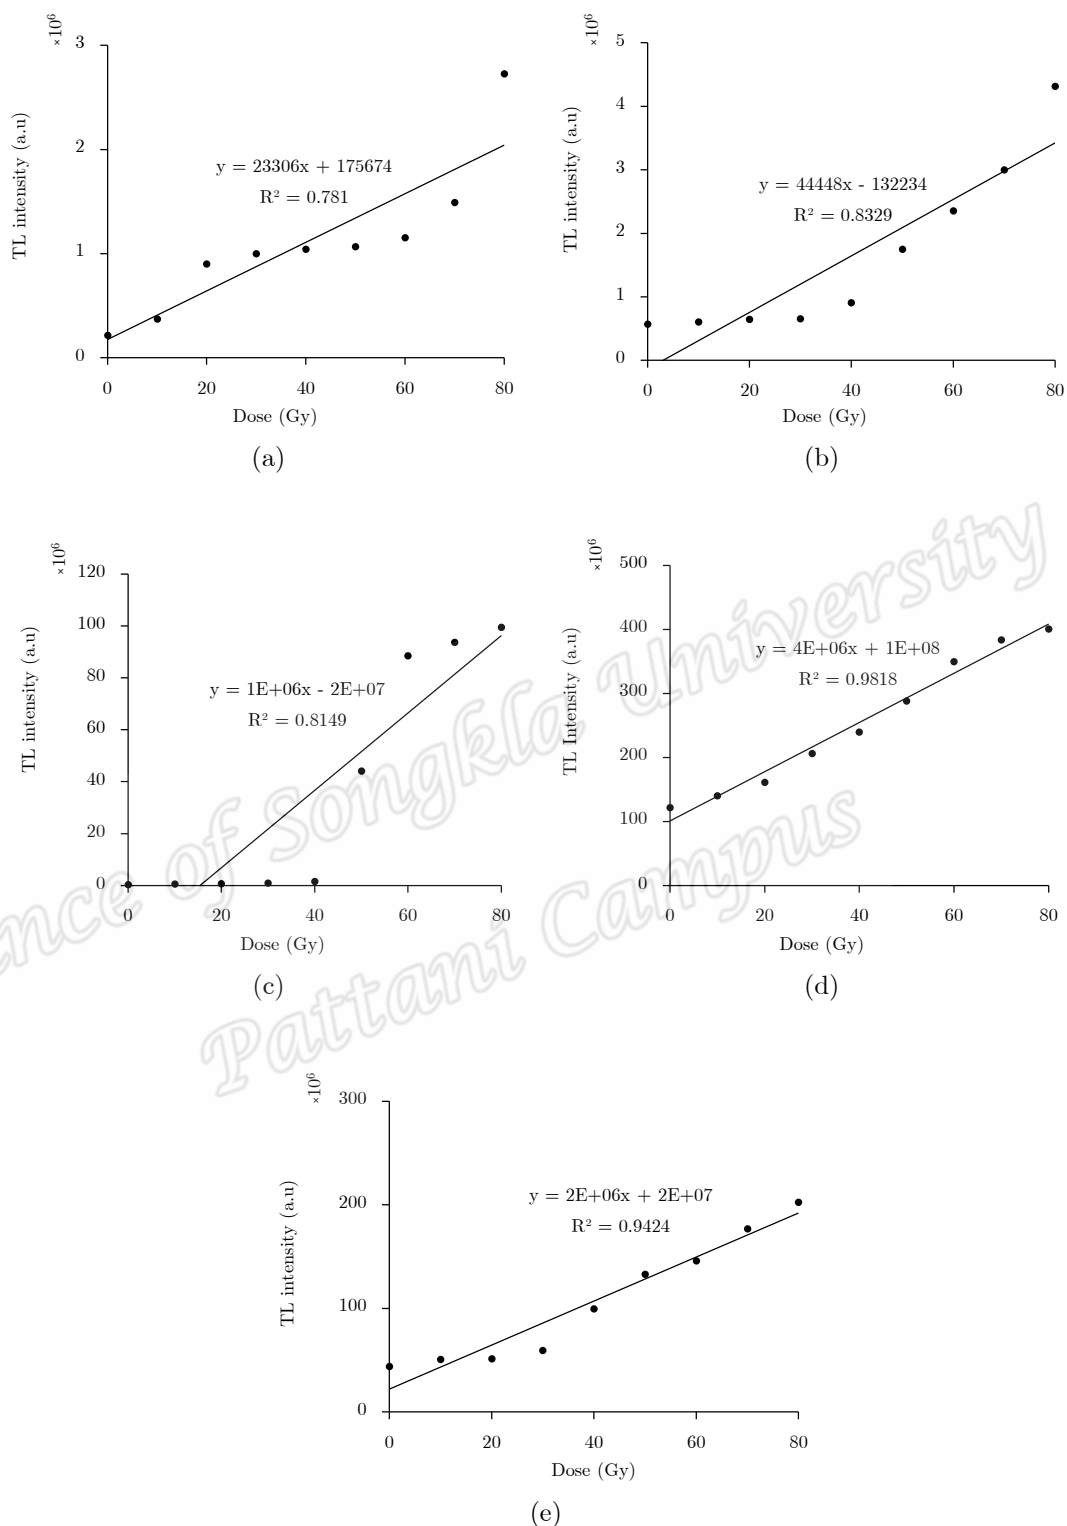 ×10⁶
3
2
1
0
TL intensity (a.u)
y = 23306x + 175674
R² = 0.781
0 20 40 60 80
Dose (Gy)
(a)
×10⁶
5
4
3
2
1
0
TL intensity (a.u)
y = 44448x - 132234
R² = 0.8329
0 20 40 60 80
Dose (Gy)
(b)
×10⁶
120
100
80
60
40
20
0
TL intensity (a.u)
y = 1E+06x - 2E+07
R² = 0.8149
0 20 40 60 80
Dose (Gy)
(c)
×10⁶
500
400
300
200
100
0
TL Intensity (a.u)
y = 4E+06x + 1E+08
R² = 0.9818
0 20 40 60 80
Dose (Gy)
(d)
×10⁶
300
200
100
0
TL intensity (a.u)
y = 2E+06x + 2E+07
R² = 0.9424
0 20 40 60 80
Dose (Gy)
(e)
of Songkla University
Pattani Campus